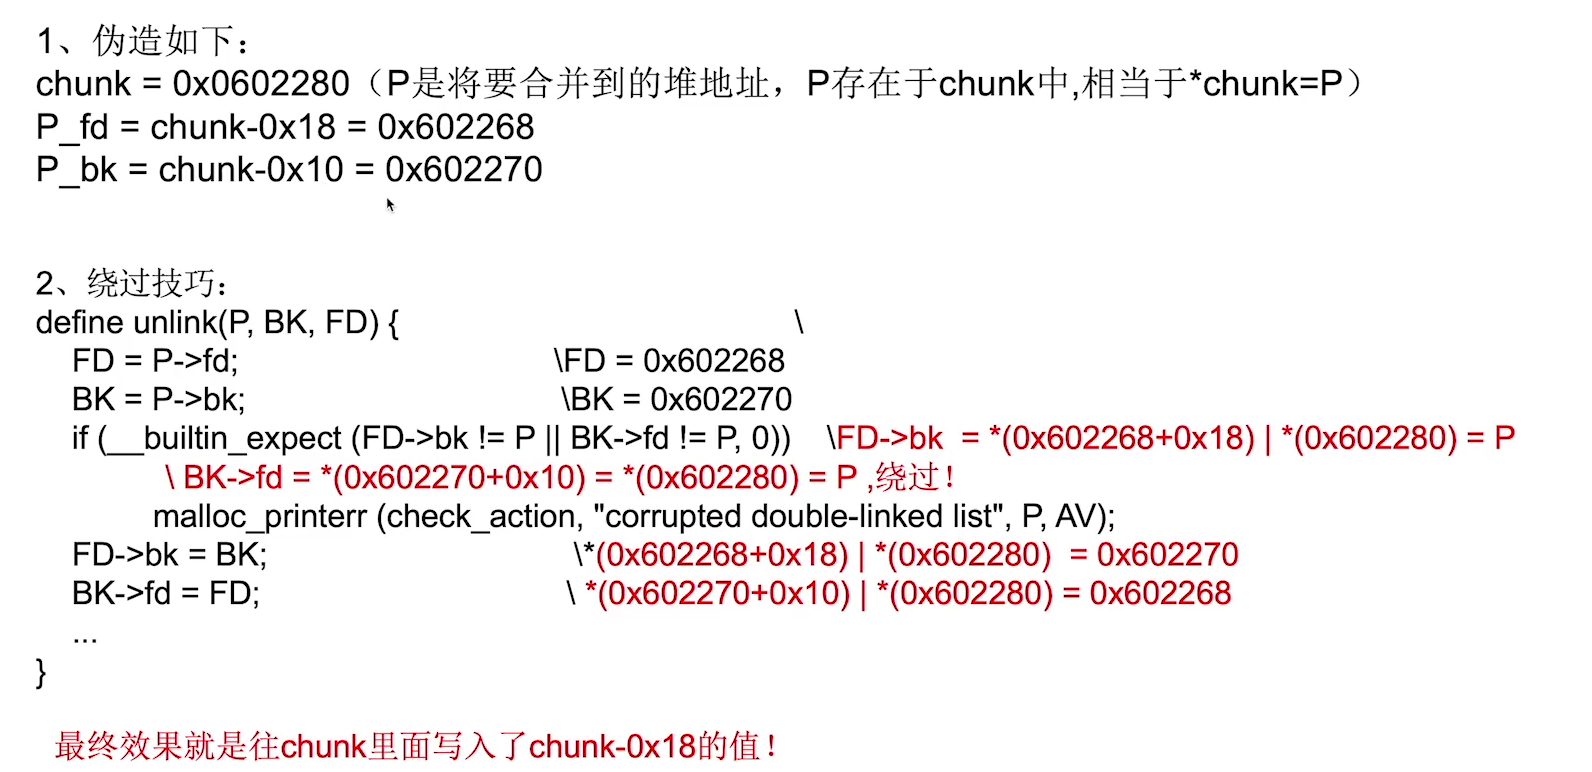 1、伪造如下：
chunk = 0x0602280（P是将要合并到的堆地址，P存在于chunk中,相当于*chunk=P）
P_fd = chunk-0x18 = 0x602268
P_bk = chunk-0x10 = 0x602270
2、绕过技巧：
define unlink(P, BK, FD) { \
FD = P->fd; \FD = 0x602268
BK = P->bk; \BK = 0x602270
if (__builtin_expect (FD->bk != P || BK->fd != P, 0)) \FD->bk = *(0x602268+0x18) | *(0x602280) = P
\ BK->fd = *(0x602270+0x10) = *(0x602280) = P ,绕过！
malloc_printerr (check_action, "corrupted double-linked list", P, AV);
FD->bk = BK; \*(0x602268+0x18) | *(0x602280) = 0x602270
BK->fd = FD; \ *(0x602270+0x10) | *(0x602280) = 0x602268
...
}
最终效果就是往chunk里面写入了chunk-0x18的值！